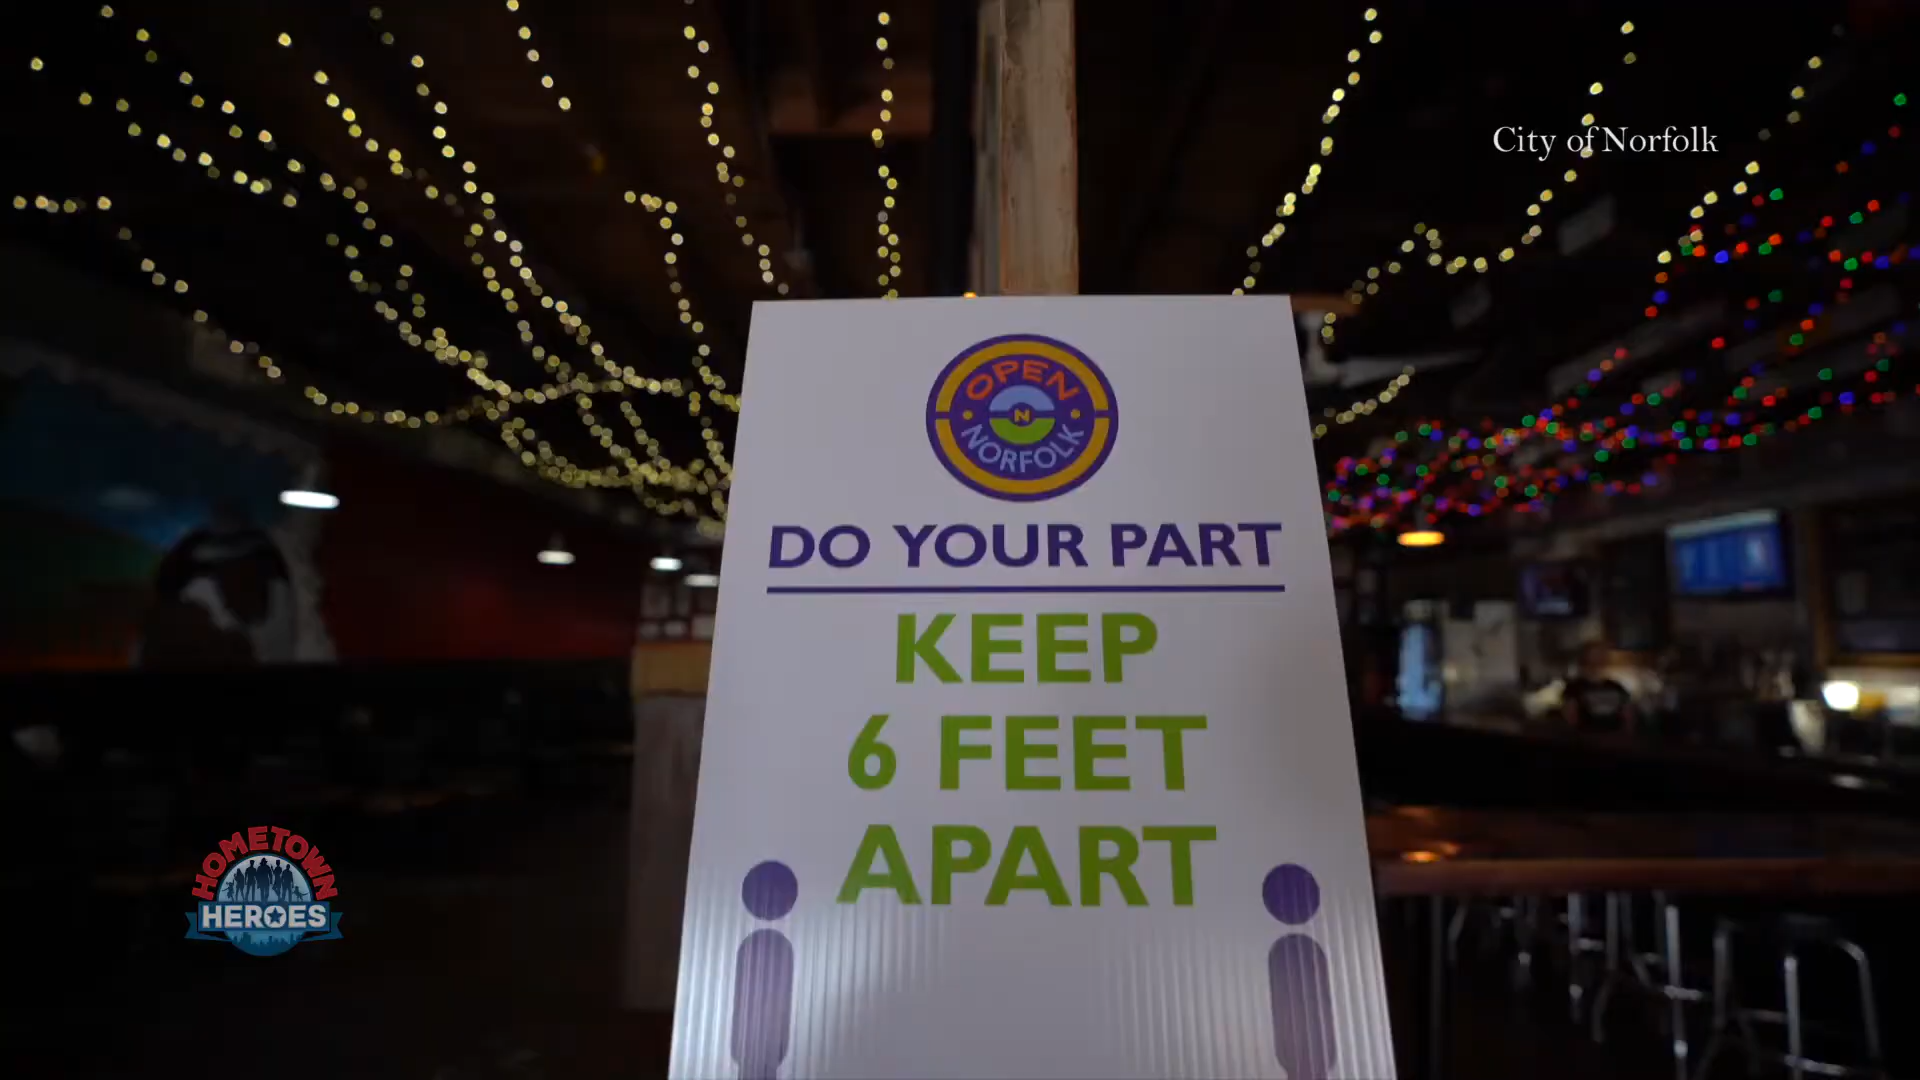 City of Norfolk
OPEN
N
NORFOLK
DO YOUR PART
KEEP
6 FEET
APART
HOMETOWN
HEROES